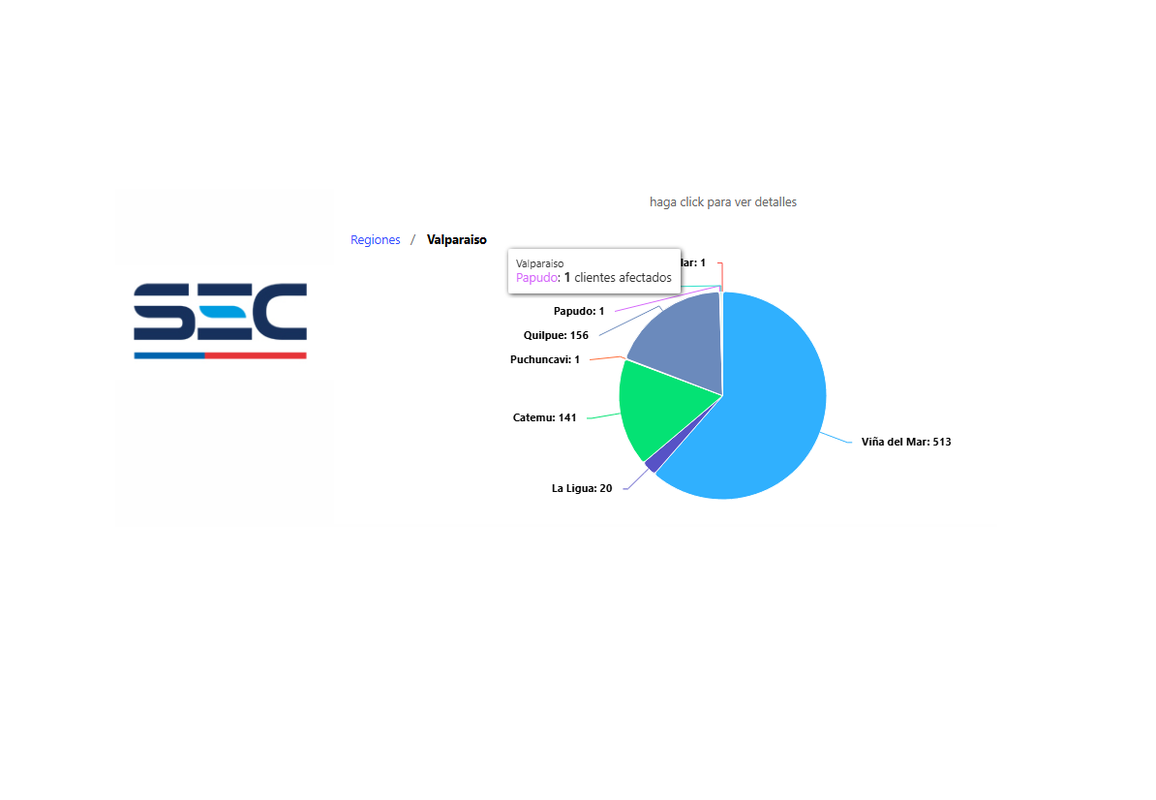 haga click para ver detalles
Regiones / Valparaiso
SEC
Valparaiso
Papudo: 1 clientes afectados
: 1
Papudo: 1
Quilpue: 156
Puchuncavi: 1
Catemu: 141
Viña del Mar: 513
La Ligua: 20